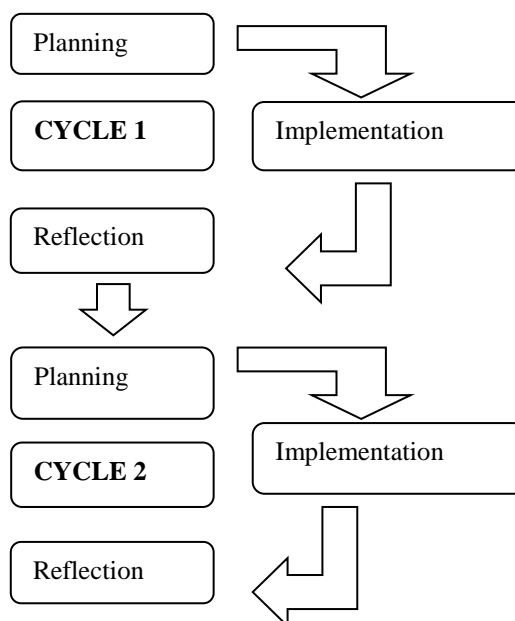 Planning
CYCLE 1
Implementation
Reflection
Planning
CYCLE 2
Implementation
Reflection